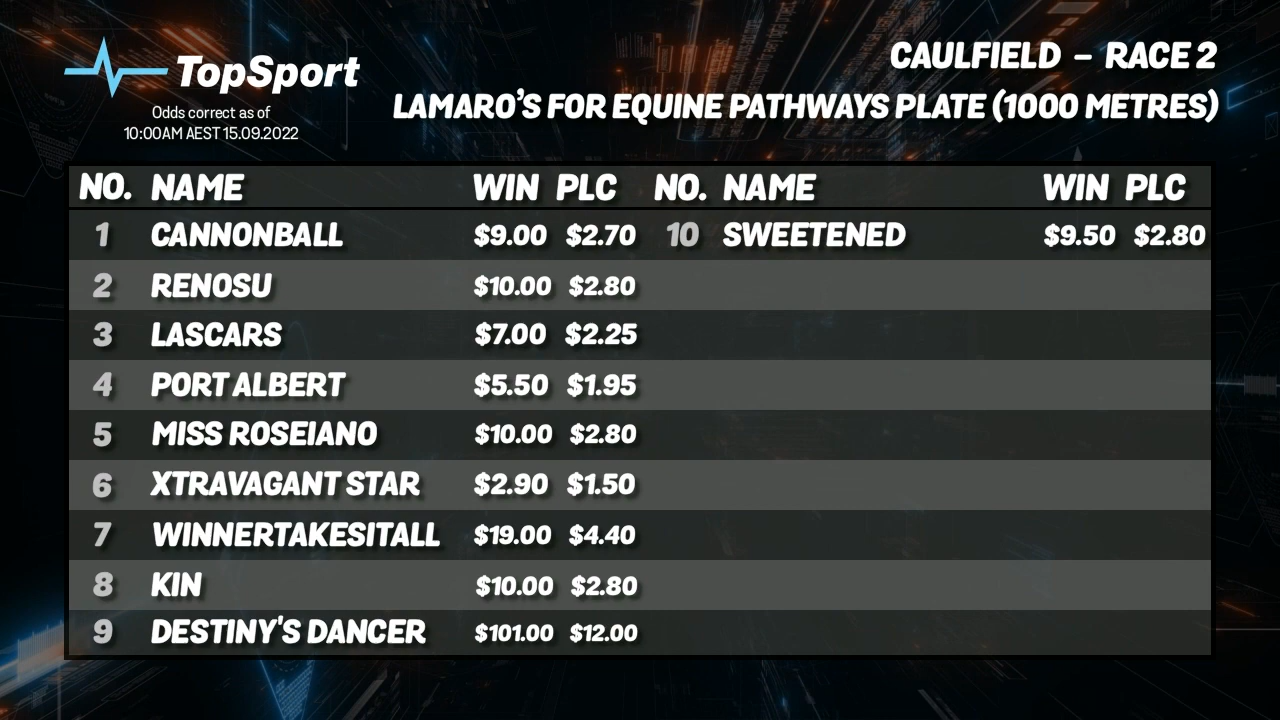 TopSport
Odds correct as of
10:00AM AEST 15.09.2022
CAULFIELD – RACE 2
LAMARO'S FOR EQUINE PATHWAYS PLATE (1000 METRES)
NO. NAME WIN PLC NO. NAME WIN PLC
1 CANNONBALL $9.00 $2.70 10 SWEETENED $9.50 $2.80
2 RENOSU $10.00 $2.80
3 LASCARS $7.00 $2.25
4 PORT ALBERT $5.50 $1.95
5 MISS ROSEIANO $10.00 $2.80
6 XTRAVAGANT STAR $2.90 $1.50
7 WINNERTAKESITALL $19.00 $4.40
8 KIN $10.00 $2.80
9 DESTINY'S DANCER $101.00 $12.00